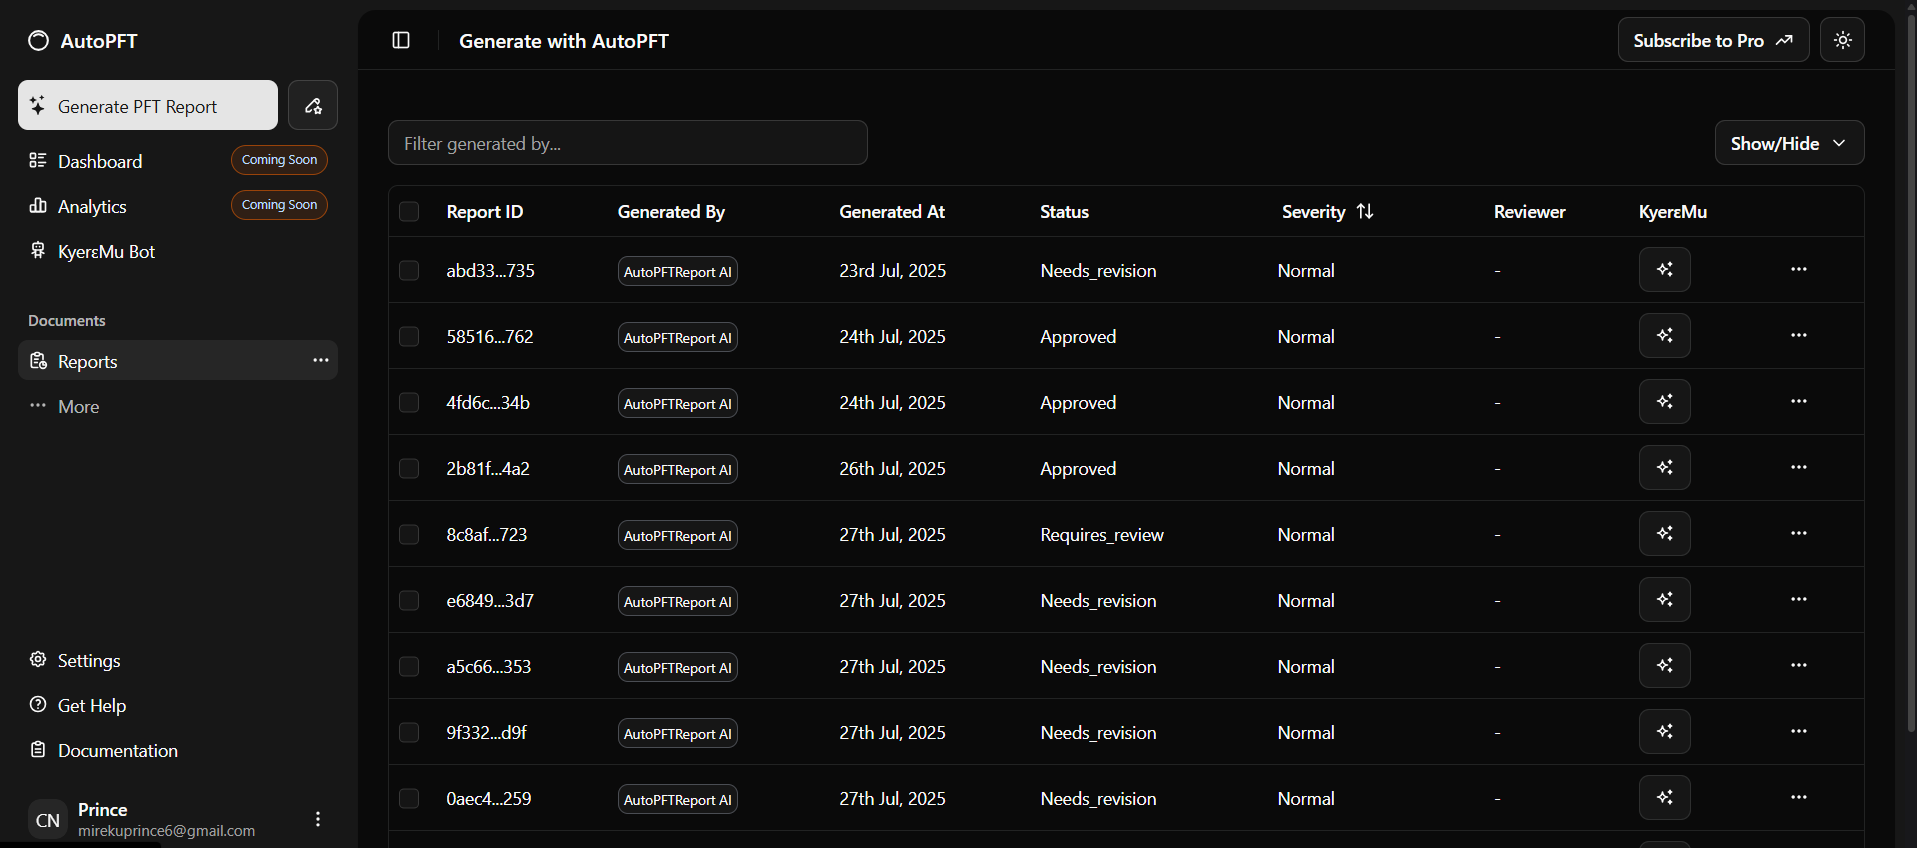 AutoPFT
Generate PFT Report
Dashboard Coming Soon
Analytics Coming Soon
KyerɛMu Bot
Documents
Reports
More
Settings
Get Help
Documentation
CN
Prince
mirekuprince6@gmail.com
Generate with AutoPFT
Subscribe to Pro
Filter generated by...
Show/Hide
Report ID Generated By Generated At Status Severity Reviewer KyerɛMu
abd33...735 AutoPFTReport AI 23rd Jul, 2025 Needs_revision Normal -
58516...762 AutoPFTReport AI 24th Jul, 2025 Approved Normal -
4fd6c...34b AutoPFTReport AI 24th Jul, 2025 Approved Normal -
2b81f...4a2 AutoPFTReport AI 26th Jul, 2025 Approved Normal -
8c8af...723 AutoPFTReport AI 27th Jul, 2025 Requires_review Normal -
e6849...3d7 AutoPFTReport AI 27th Jul, 2025 Needs_revision Normal -
a5c66...353 AutoPFTReport AI 27th Jul, 2025 Needs_revision Normal -
9f332...d9f AutoPFTReport AI 27th Jul, 2025 Needs_revision Normal -
0aec4...259 AutoPFTReport AI 27th Jul, 2025 Needs_revision Normal -